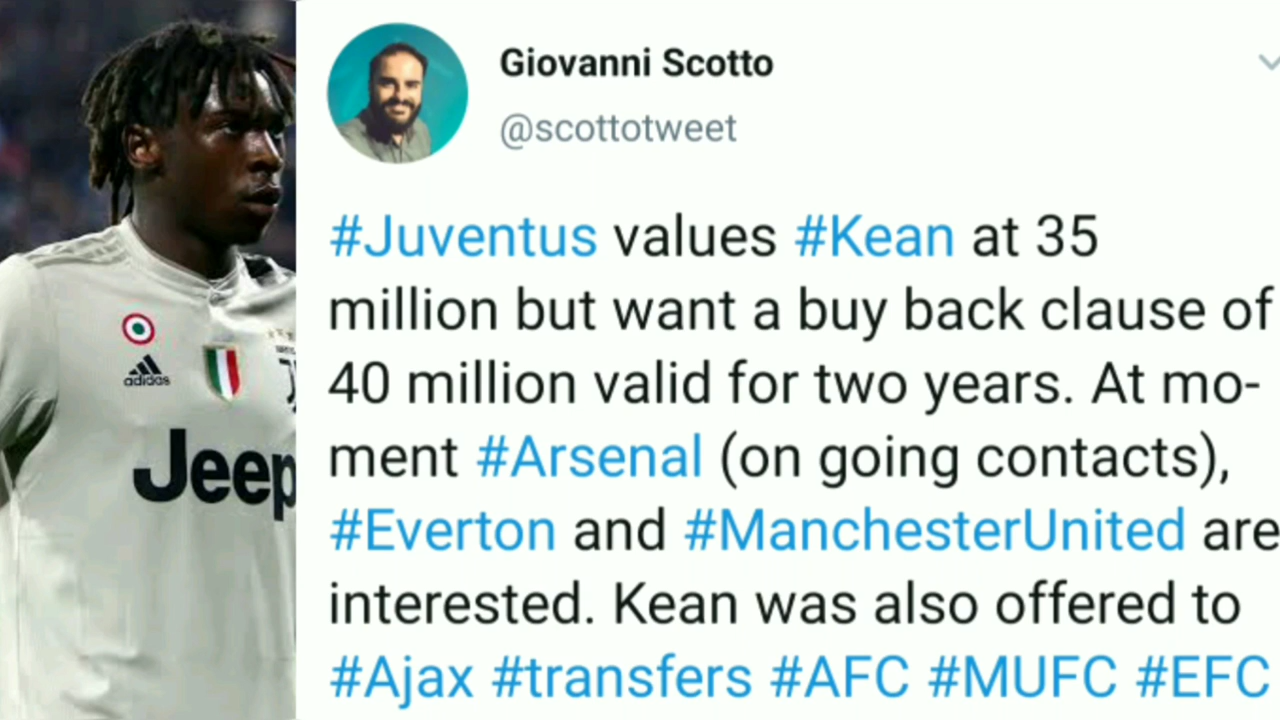 adidas
Jeep
Giovanni Scotto
@scottotweet
#Juventus values #Kean at 35
million but want a buy back clause of
40 million valid for two years. At mo-
ment #Arsenal (on going contacts),
#Everton and #ManchesterUnited are
interested. Kean was also offered to
#Ajax #transfers #AFC #MUFC #EFC